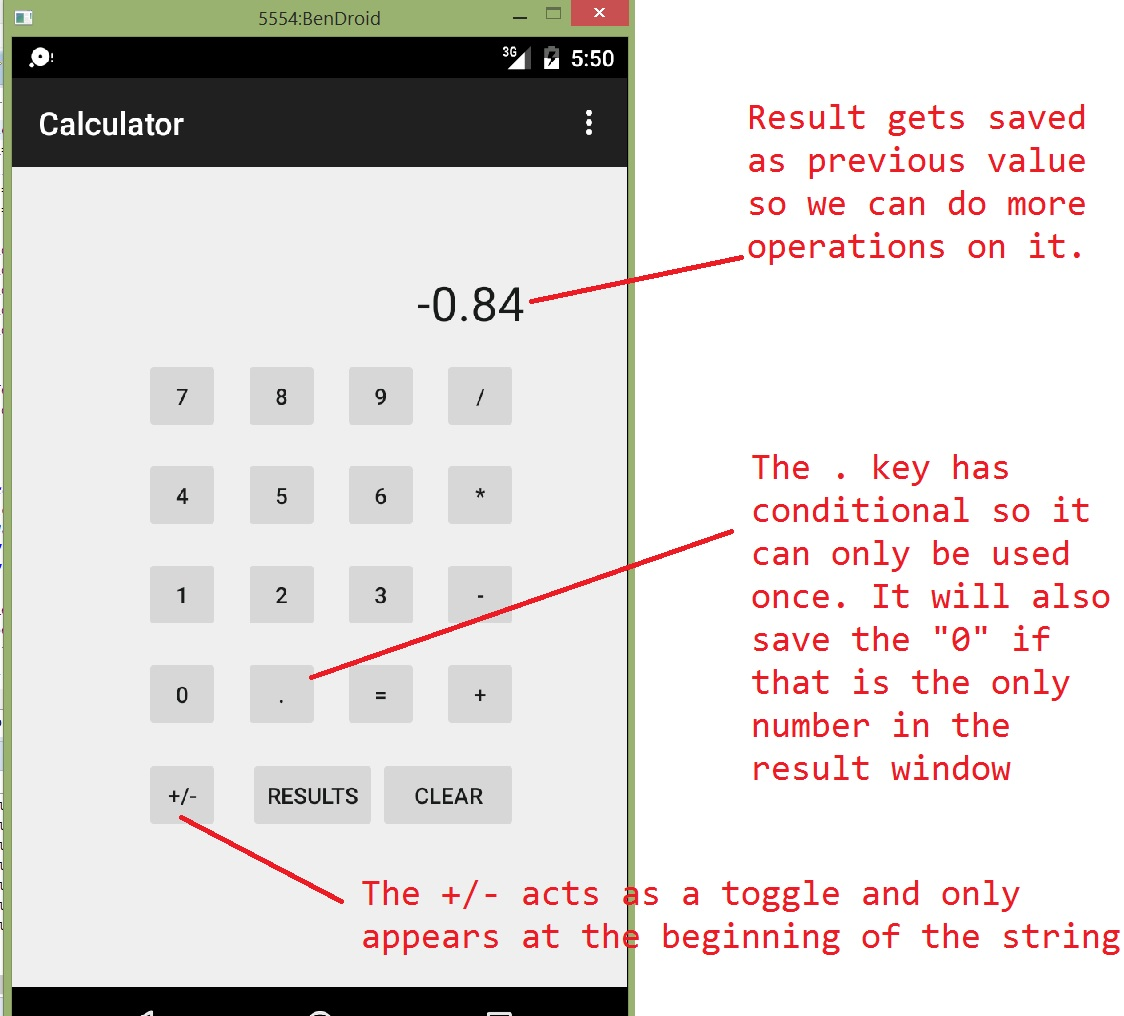 5554:BenDroid
3G 5:50
Calculator
Result gets saved
as previous value
so we can do more
operations on it.
-0.84
7 8 9 /
4 5 6 *
The . key has
conditional so it
can only be used
once. It will also
save the "0" if
that is the only
number in the
result window
1 2 3 -
0 . = +
+/- RESULTS CLEAR
The +/- acts as a toggle and only
appears at the beginning of the string